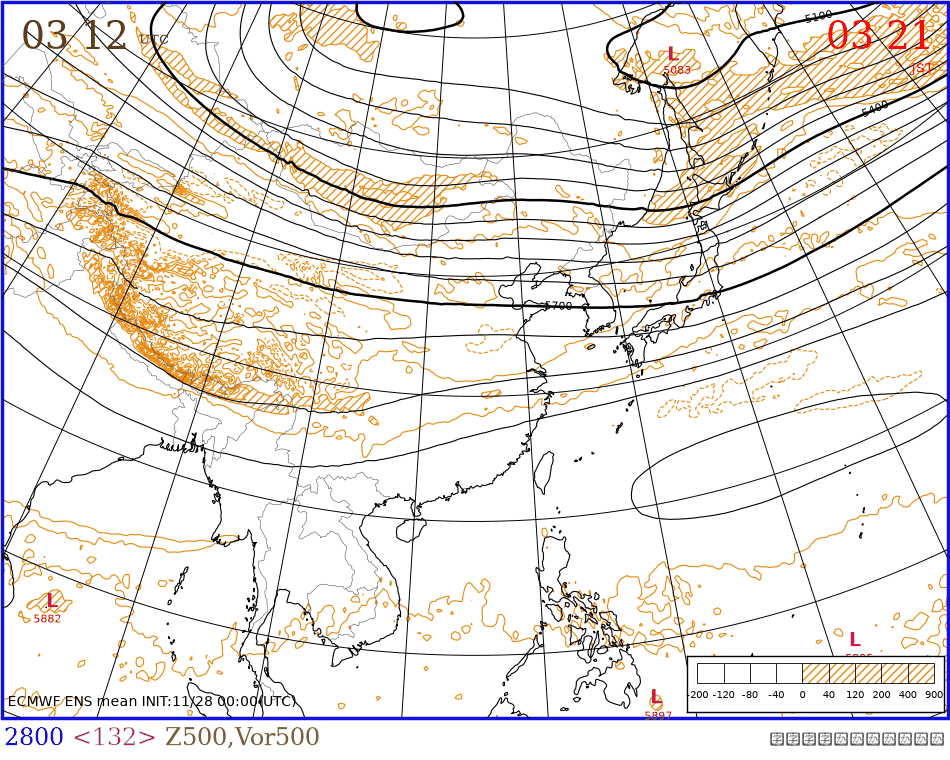 03 12 UTC
03 21
JST
5100
L
5083
5400
5700
L
5882
L
L
5897
-200 -120 -80 -40 0 40 120 200 400 900
ECMWF ENS mean INIT:11/28 00:00(UTC)
2800 <132> Z500,Vor500